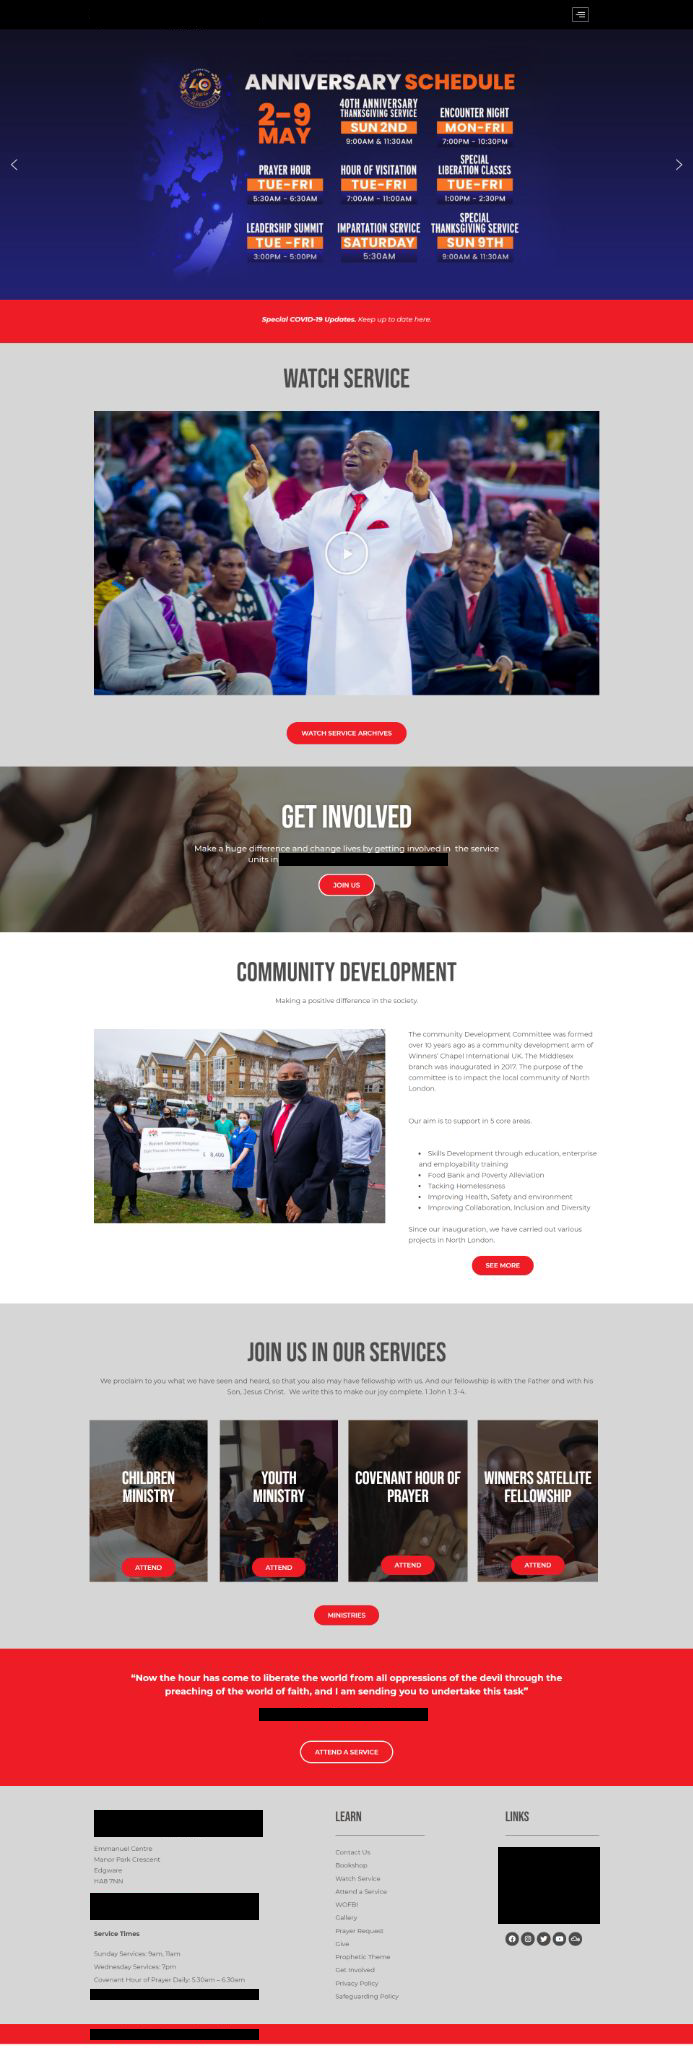 ANNIVERSARY SCHEDULE
2-9
MAY
40TH ANNIVERSARY
THANKSGIVING SERVICE
SUN 2ND
9:00AM & 11:30AM
ENCOUNTER NIGHT
MON-FRI
7:00PM - 10:30PM
PRAYER HOUR
TUE-FRI
5:30AM - 6:30AM
HOUR OF VISITATION
TUE-FRI
7:00AM - 11:00AM
SPECIAL
LIBERATION CLASSES
TUE-FRI
1:00PM - 2:30PM
LEADERSHIP SUMMIT
TUE -FRI
3:00PM - 5:00PM
IMPARTATION SERVICE
SATURDAY
5:30AM
SPECIAL
THANKSGIVING SERVICE
SUN 9TH
9:00AM & 11:30AM
Special COVID-19 Updates. Keep up to date here.
WATCH SERVICE
WATCH SERVICE ARCHIVES
GET INVOLVED
Make a huge difference and change lives by getting involved in the service
units in
JOIN US
COMMUNITY DEVELOPMENT
Making a positive difference in the society.
The community Development Committee was formed
over 10 years ago as a community development arm of
Winners' Chapel International UK. The Middlesex
branch was inaugurated in 2017. The purpose of the
committee is to impact the local community of North
London.
Our aim is to support in 5 core areas.
• Skills Development through education, enterprise
and employability training
• Food Bank and Poverty Alleviation
• Tacking Homelessness
• Improving Health, Safety and environment
• Improving Collaboration, Inclusion and Diversity
Since our inauguration, we have carried out various
projects in North London.
SEE MORE
JOIN US IN OUR SERVICES
We proclaim to you what we have seen and heard, so that you also may have fellowship with us. And our fellowship is with the Father and with his
Son, Jesus Christ. We write this to make our joy complete. 1 John 1: 3-4.
CHILDREN
MINISTRY
ATTEND
YOUTH
MINISTRY
ATTEND
COVENANT HOUR OF
PRAYER
ATTEND
WINNERS SATELLITE
FELLOWSHIP
ATTEND
MINISTRIES
“Now the hour has come to liberate the world from all oppressions of the devil through the
preaching of the world of faith, and I am sending you to undertake this task”
ATTEND A SERVICE
Emmanuel Centre
Manor Park Crescent
Edgware
HA8 7NN
Service Times
Sunday Services: 9am, 11am
Wednesday Services: 7pm
Covenant Hour of Prayer Daily: 5:30am – 6:30am
LEARN
Contact Us
Bookshop
Watch Service
Attend a Service
WOFBI
Gallery
Prayer Request
Give
Prophetic Theme
Get Involved
Privacy Policy
Safeguarding Policy
LINKS